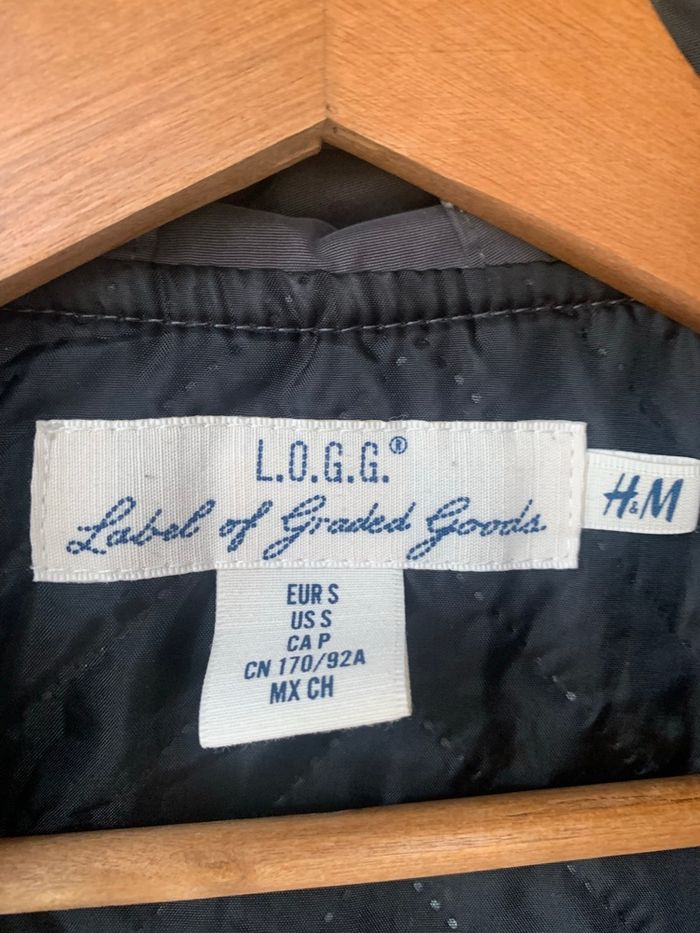 L.O.G.G.®
Label of Graded Goods
H&M
EUR S
US S
CA P
CN 170/92A
MX CH